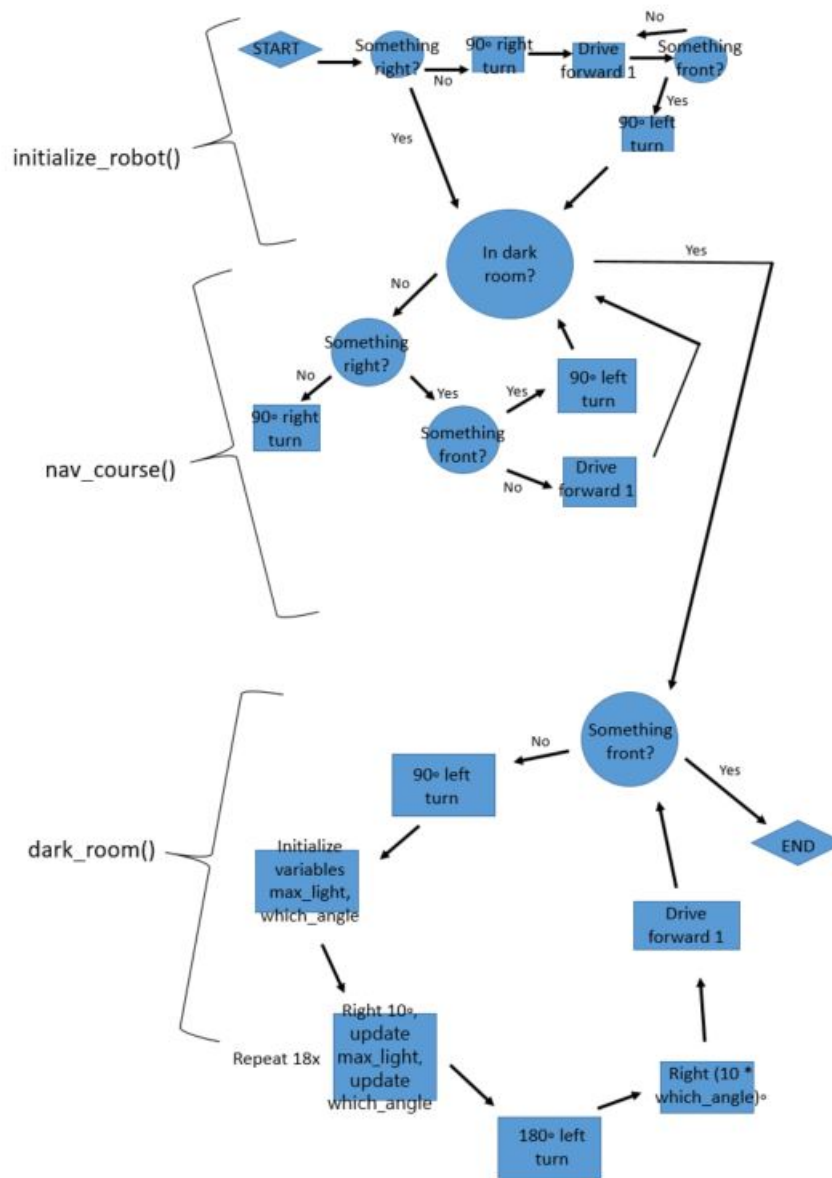 No
START
Something
right?
90∘ right
turn
Drive
forward 1
Something
front?
No
Yes
90∘ left
turn
Yes
initialize_robot()
In dark
room?
Yes
No
Something
right?
No
Yes
Yes
90∘ left
turn
90∘ right
turn
Something
front?
nav_course()
No
Drive
forward 1
Something
front?
No
Yes
90∘ left
turn
END
dark_room()
Initialize
variables
max_light,
which_angle
Drive
forward 1
Repeat 18x
Right 10∘,
update
max_light,
update
which_angle
Right (10 *
which_angle)∘
180∘ left
turn